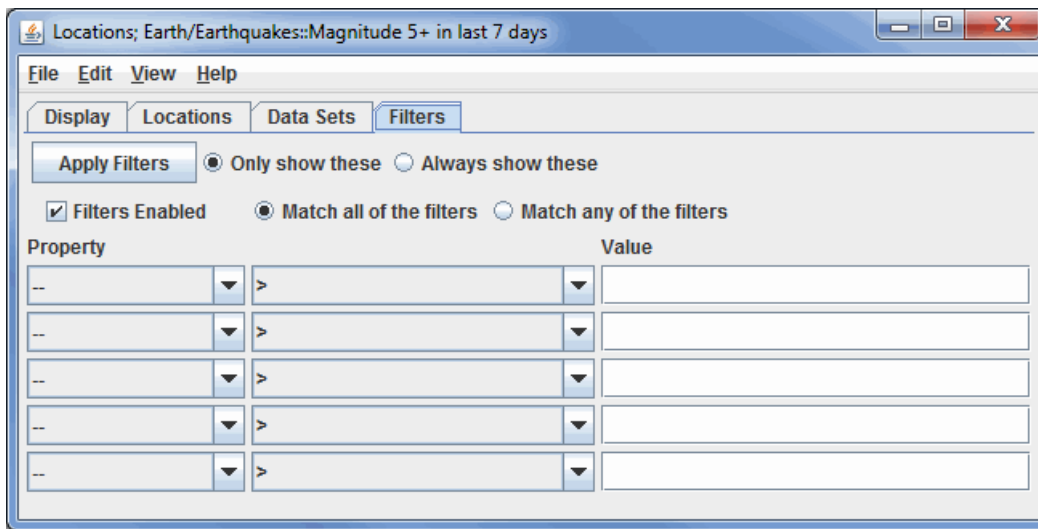 Locations; Earth/Earthquakes::Magnitude 5+ in last 7 days
File Edit View Help
Display Locations Data Sets Filters
Apply Filters Only show these Always show these
Filters Enabled Match all of the filters Match any of the filters
Property Value
-- >
-- >
-- >
-- >
-- >